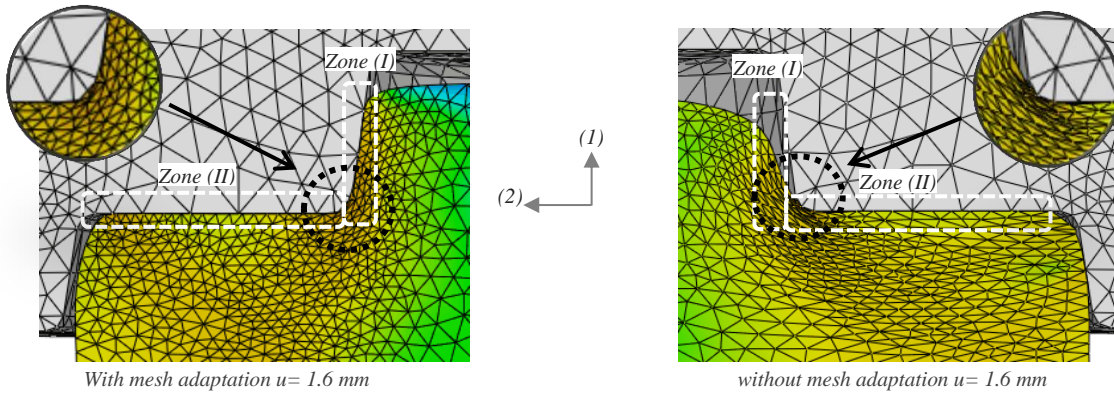 Zone (I)
Zone (II)
With mesh adaptation u= 1.6 mm
(1)
(2)
Zone (I)
Zone (II)
without mesh adaptation u= 1.6 mm